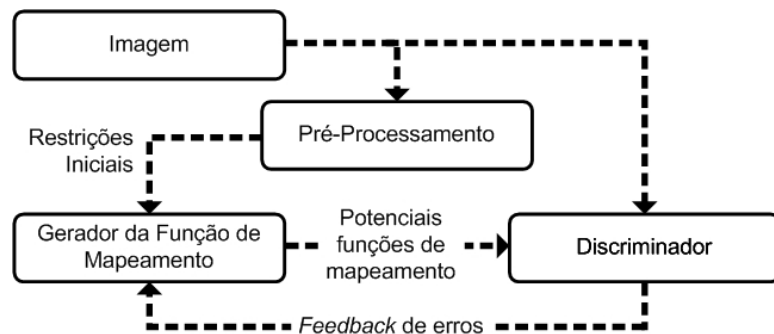 Imagem
Pré-Processamento
Restrições
Iniciais
Gerador da Função de
Mapeamento
Potenciais
funções de
mapeamento
Discriminador
Feedback de erros